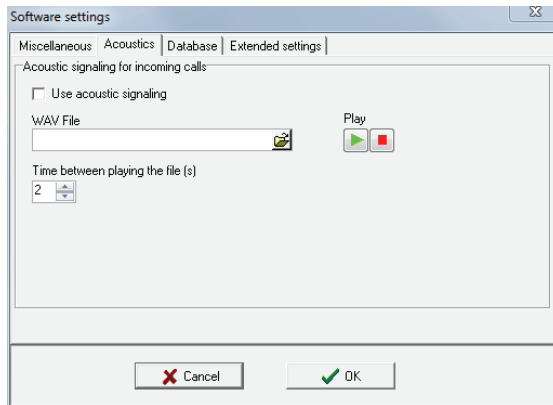 Software settings
Miscellaneous Acoustics Database Extended settings
Acoustic signaling for incoming calls
Use acoustic signaling
WAV File
Play
Time between playing the file (s)
2
Cancel OK